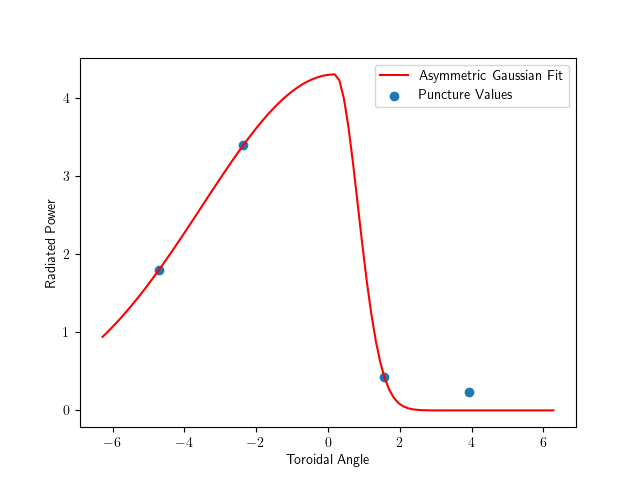 Asymmetric Gaussian Fit
Puncture Values
4
3
2
1
0
Radiated Power
−6 −4 −2 0 2 4 6
Toroidal Angle